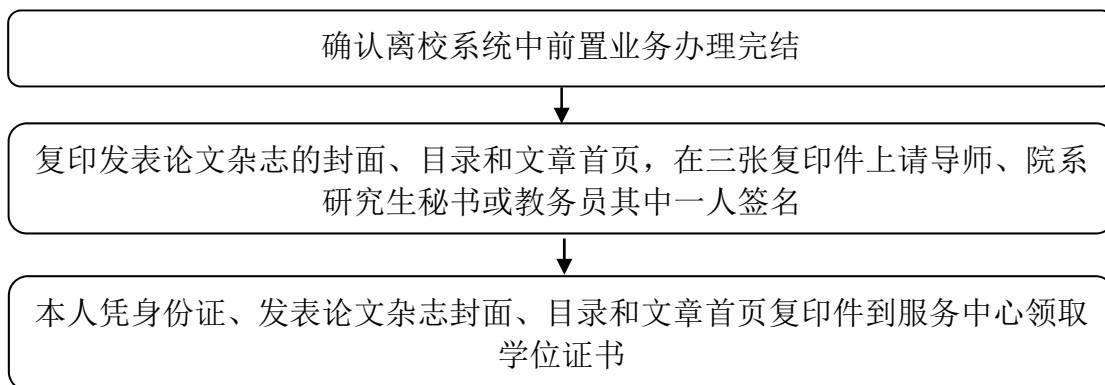 确认离校系统中前置业务办理完结
复印发表论文杂志的封面、目录和文章首页，在三张复印件上请导师、院系
研究生秘书或教务员其中一人签名
本人凭身份证、发表论文杂志封面、目录和文章首页复印件到服务中心领取
学位证书